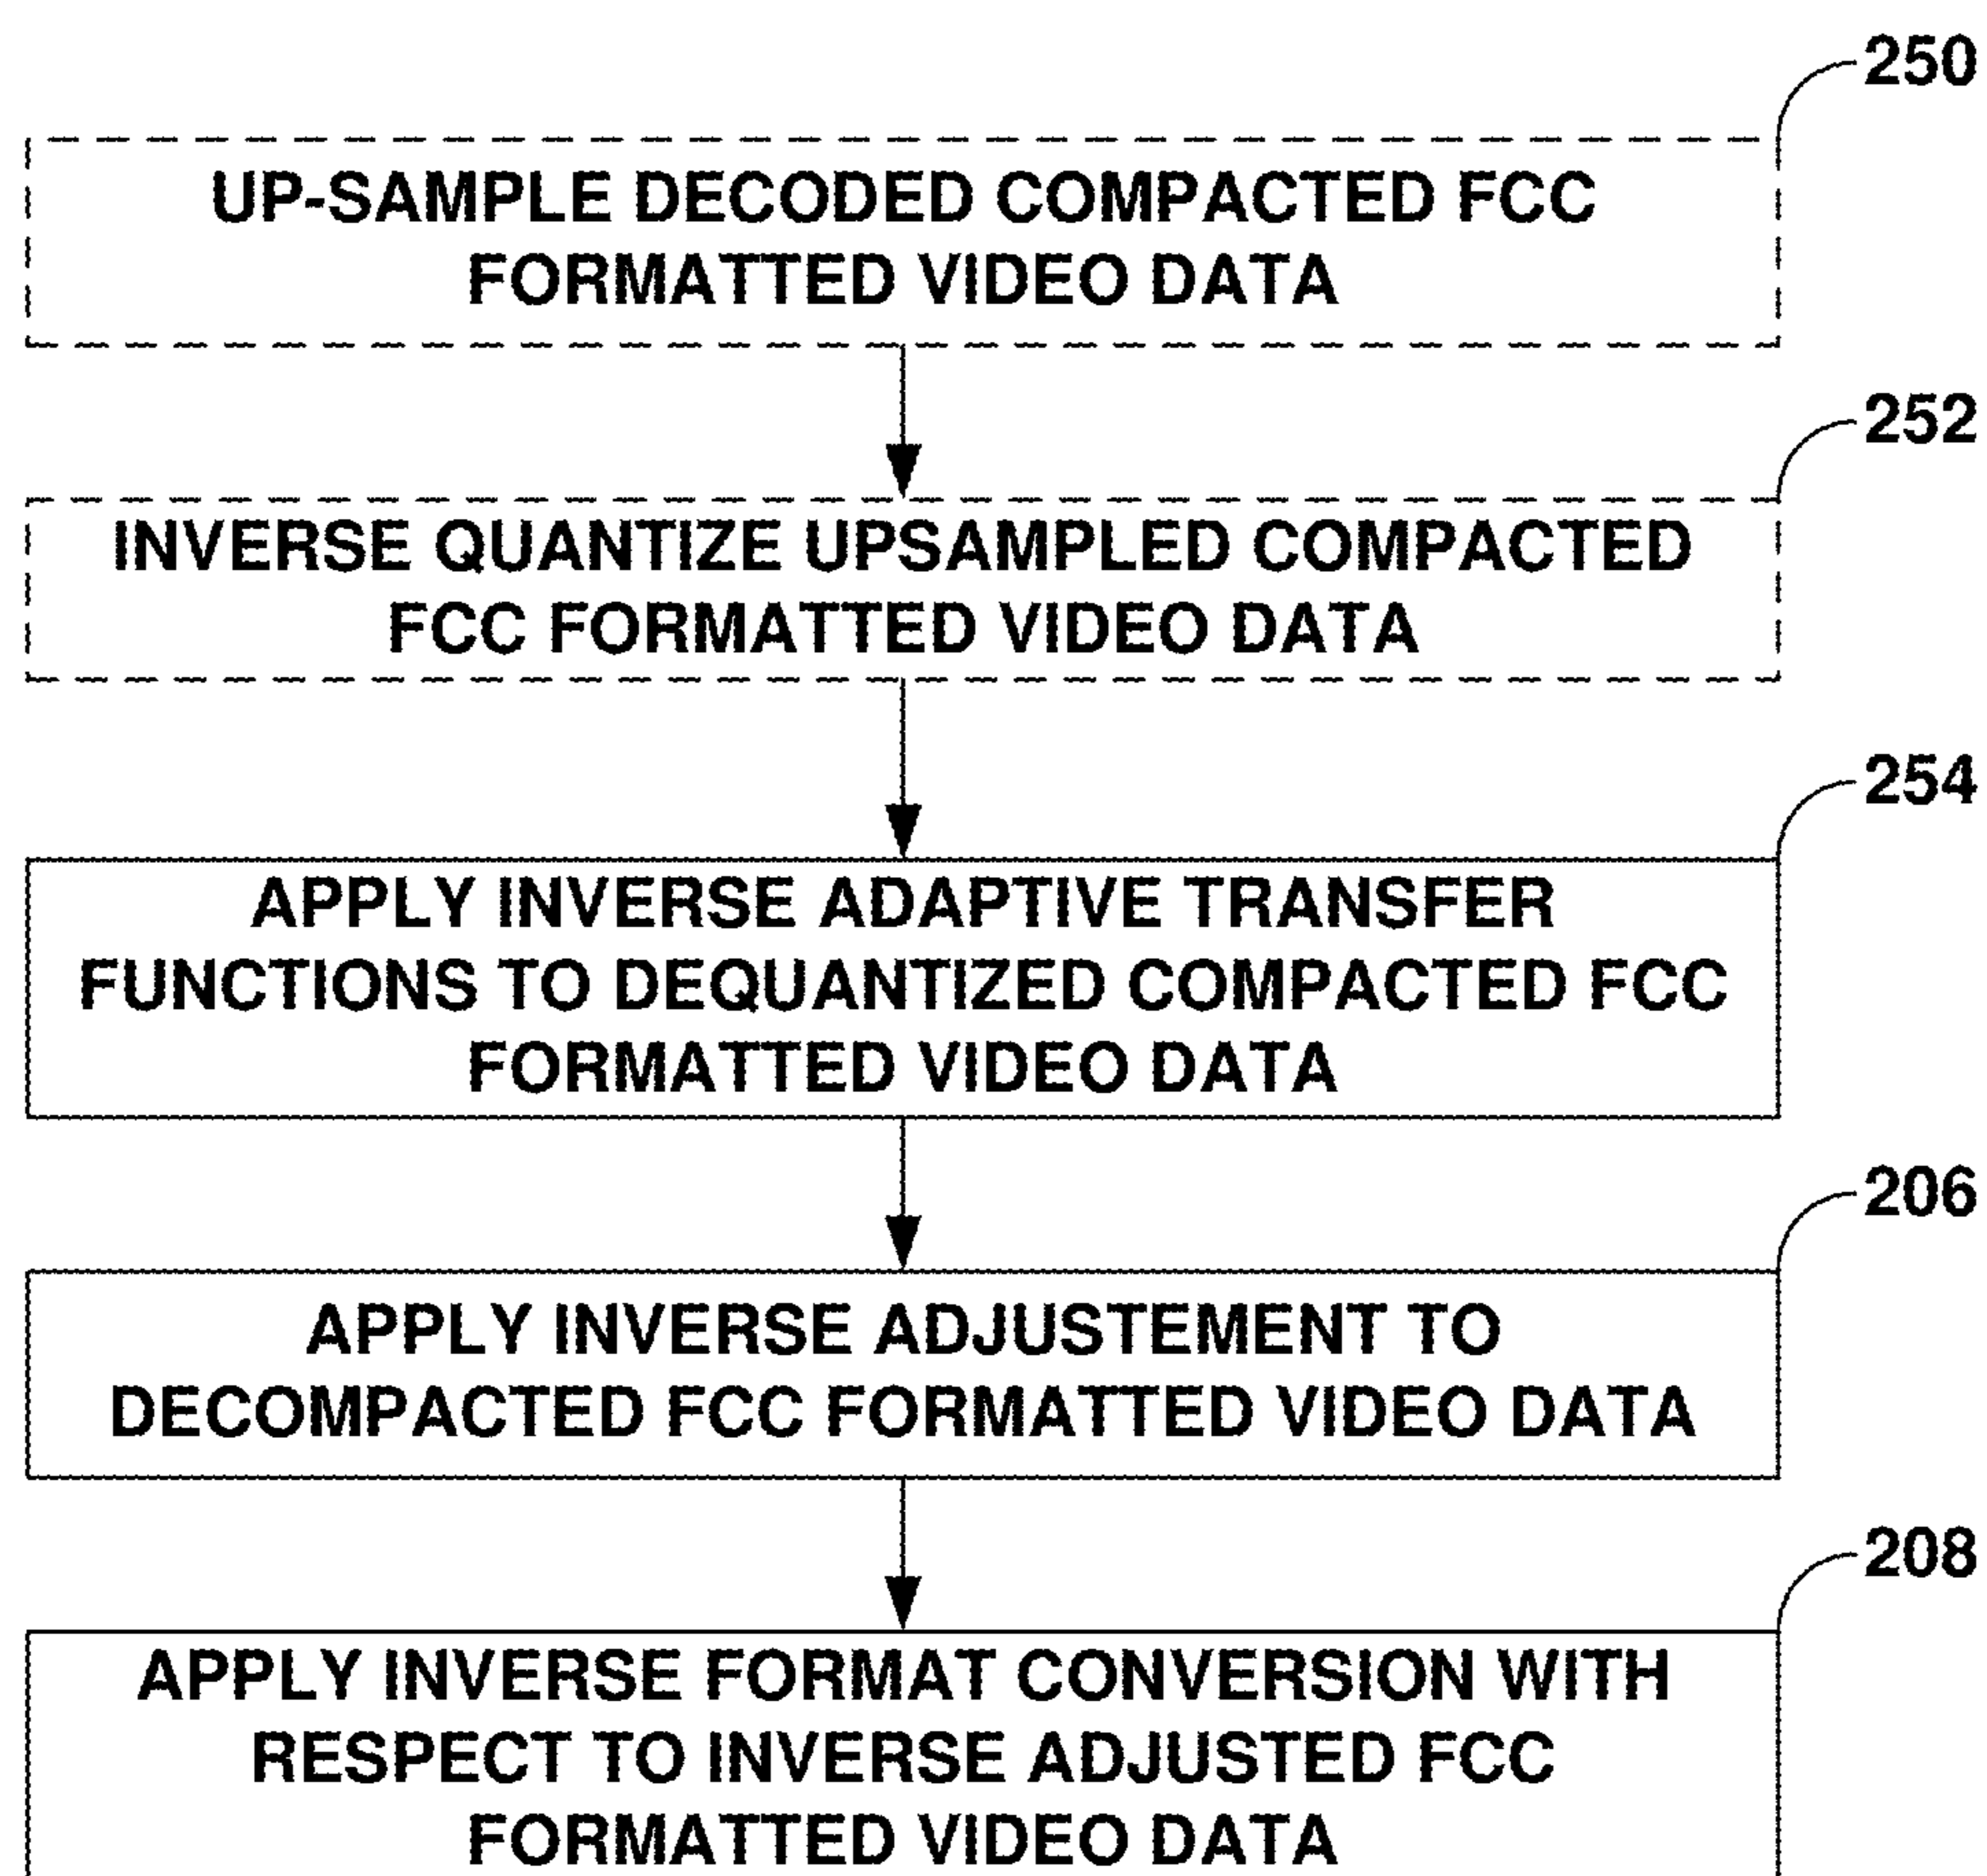 250
UP-SAMPLE DECODED COMPACTED FCC
FORMATTED VIDEO DATA
252
INVERSE QUANTIZE UPSAMPLED COMPACTED
FCC FORMATTED VIDEO DATA
254
APPLY INVERSE ADAPTIVE TRANSFER
FUNCTIONS TO DEQUANTIZED COMPACTED FCC
FORMATTED VIDEO DATA
206
APPLY INVERSE ADJUSTEMENT TO
DECOMPACTED FCC FORMATTED VIDEO DATA
208
APPLY INVERSE FORMAT CONVERSION WITH
RESPECT TO INVERSE ADJUSTED FCC
FORMATTED VIDEO DATA